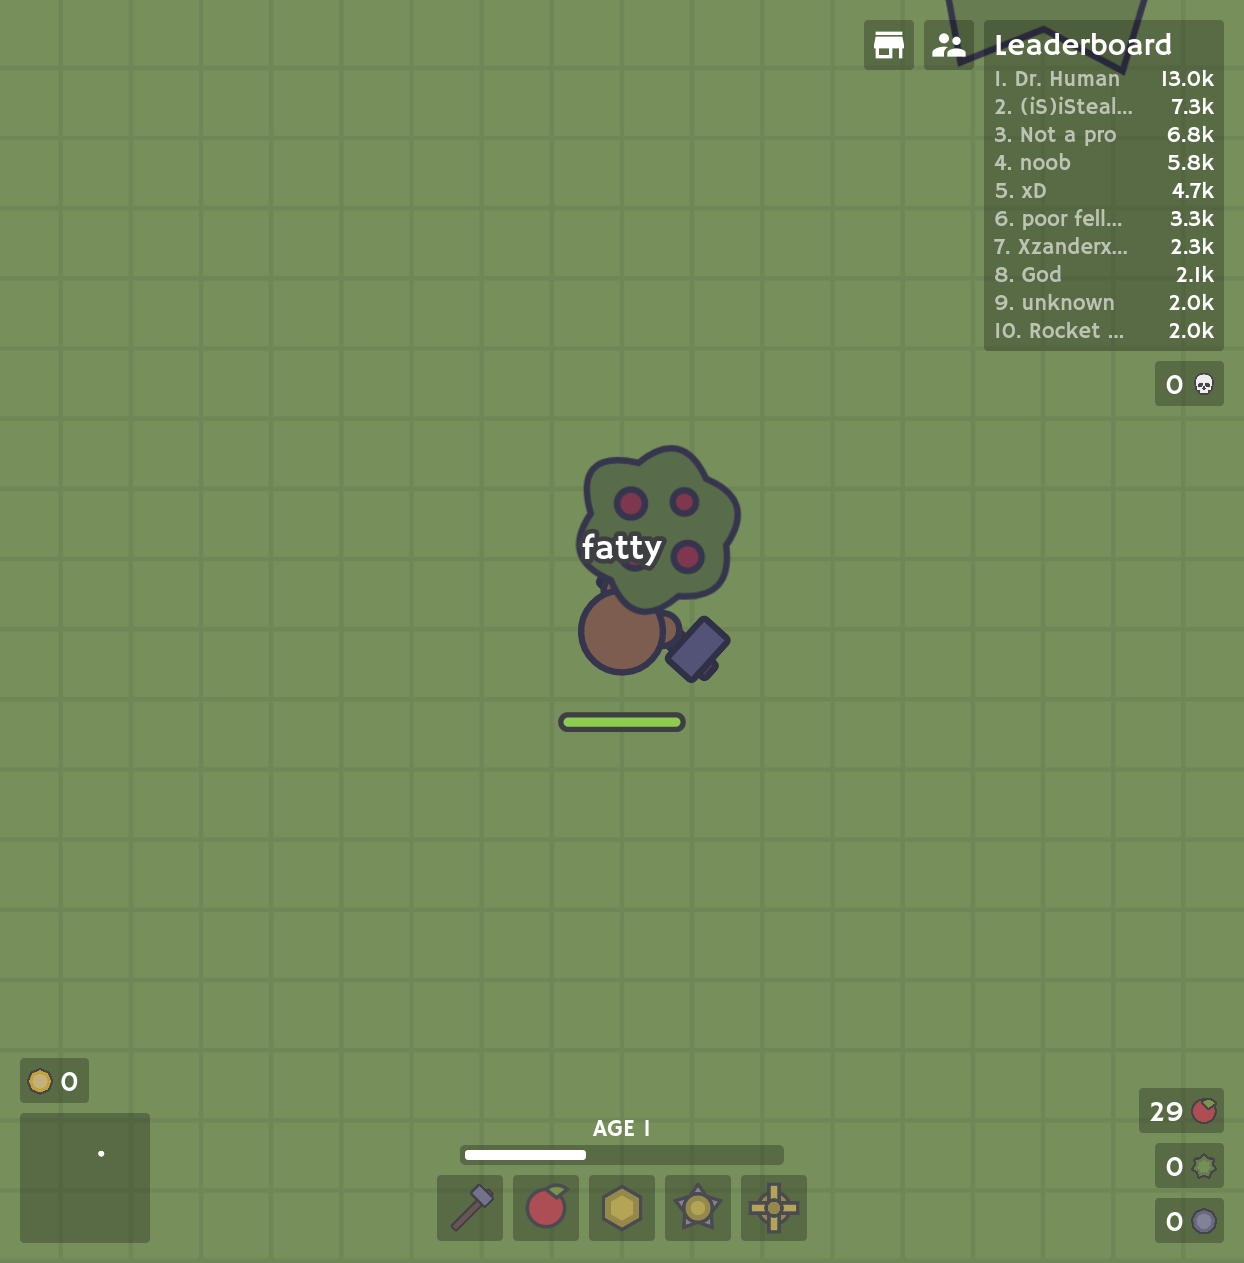 Leaderboard
1. Dr. Human 13.0k
2. (iS)iSteal... 7.3k
3. Not a pro 6.8k
4. noob 5.8k
5. xD 4.7k
6. poor fell... 3.3k
7. Xzanderx... 2.3k
8. God 2.1k
9. unknown 2.0k
10. Rocket ... 2.0k
0
fatty
0
29
AGE 1
0
0